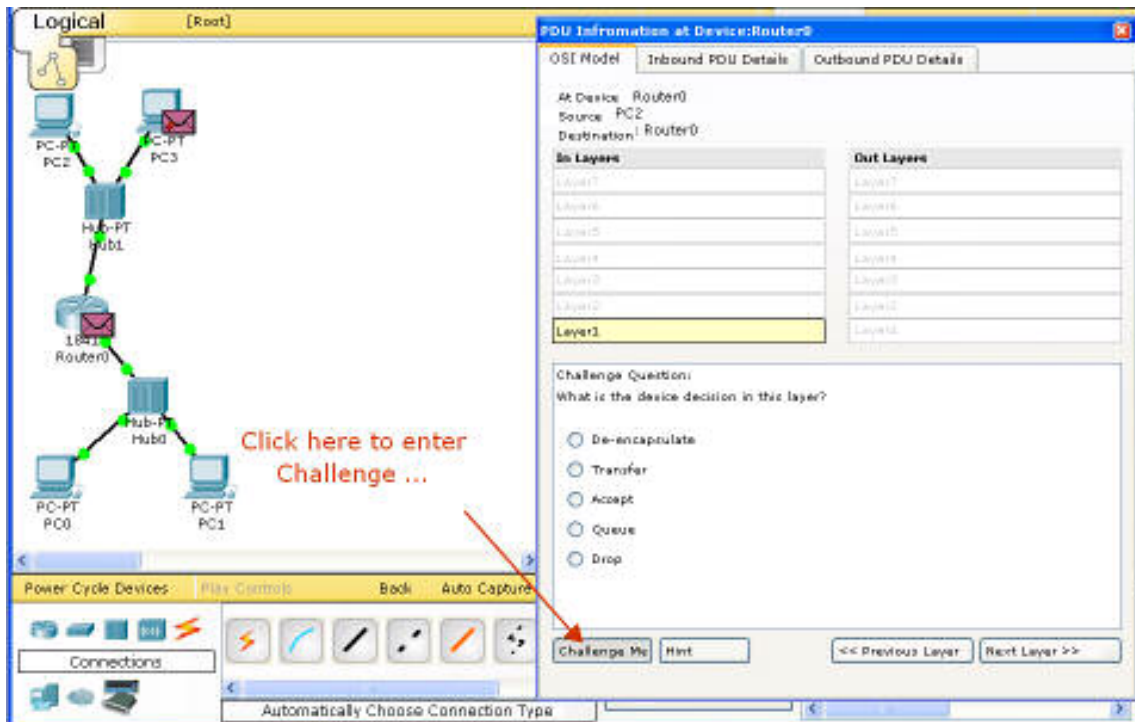 Logical
[Root]
PC-PT
PC2
PC-PT
PC3
Hub-PT
Hub1
1841
Router0
Hub-PT
Hub0
PC-PT
PC0
PC-PT
PC1
Click here to enter
Challenge ...
Power Cycle Devices
Play Controls
Back
Auto Capture
Connections
Automatically Choose Connection Type
PDU Infromation at Device:Router0
OSI Model
Inbound PDU Details
Outbound PDU Details
At Device Router0
Source PC2
Destination: Router0
In Layers
Out Layers
Layer7
Layer7
Layer6
Layer6
Layer5
Layer5
Layer4
Layer4
Layer3
Layer3
Layer2
Layer2
Layer1
Challenge Question:
What is the device decision in this layer?
De-encapsulate
Transfer
Accept
Queue
Drop
Challenge Me
Hint
<< Previous Layer
Next Layer >>